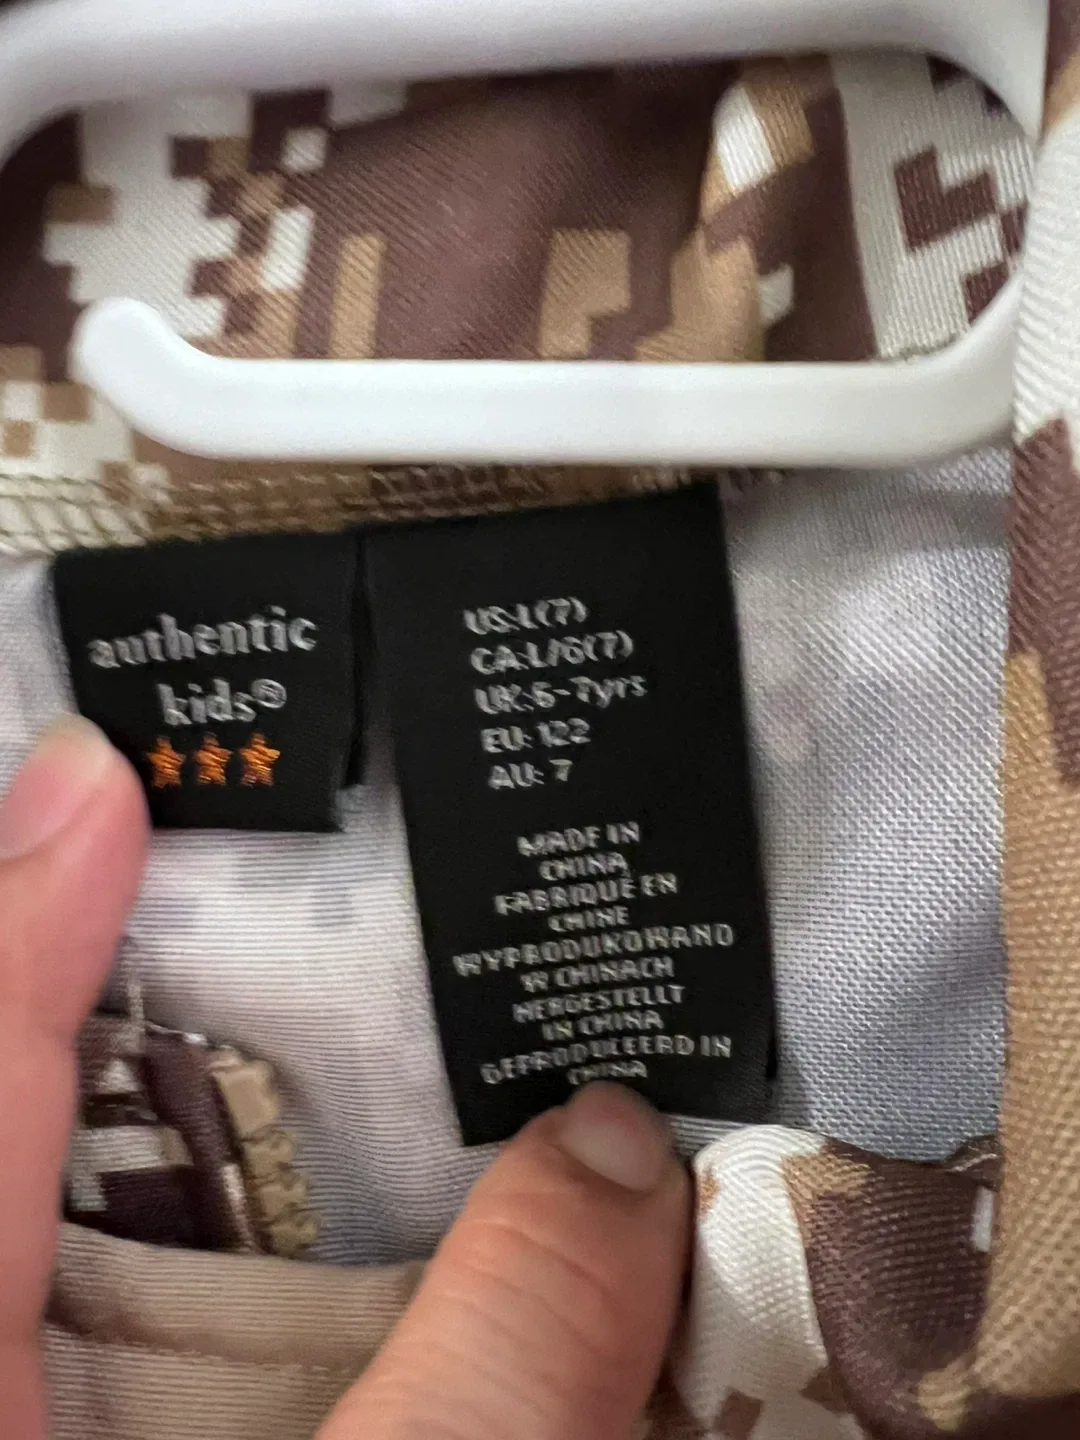 authentic
kids®
US:L(7)
CA:L/6(7)
UK:6-7yrs
EU: 122
AU: 7
MADE IN
CHINA
FABRIQUÉ EN
CHINE
WYPRODUKOWANO
W CHINACH
HERGESTELLT
IN CHINA
GEPRODUCEERD IN
CHINA